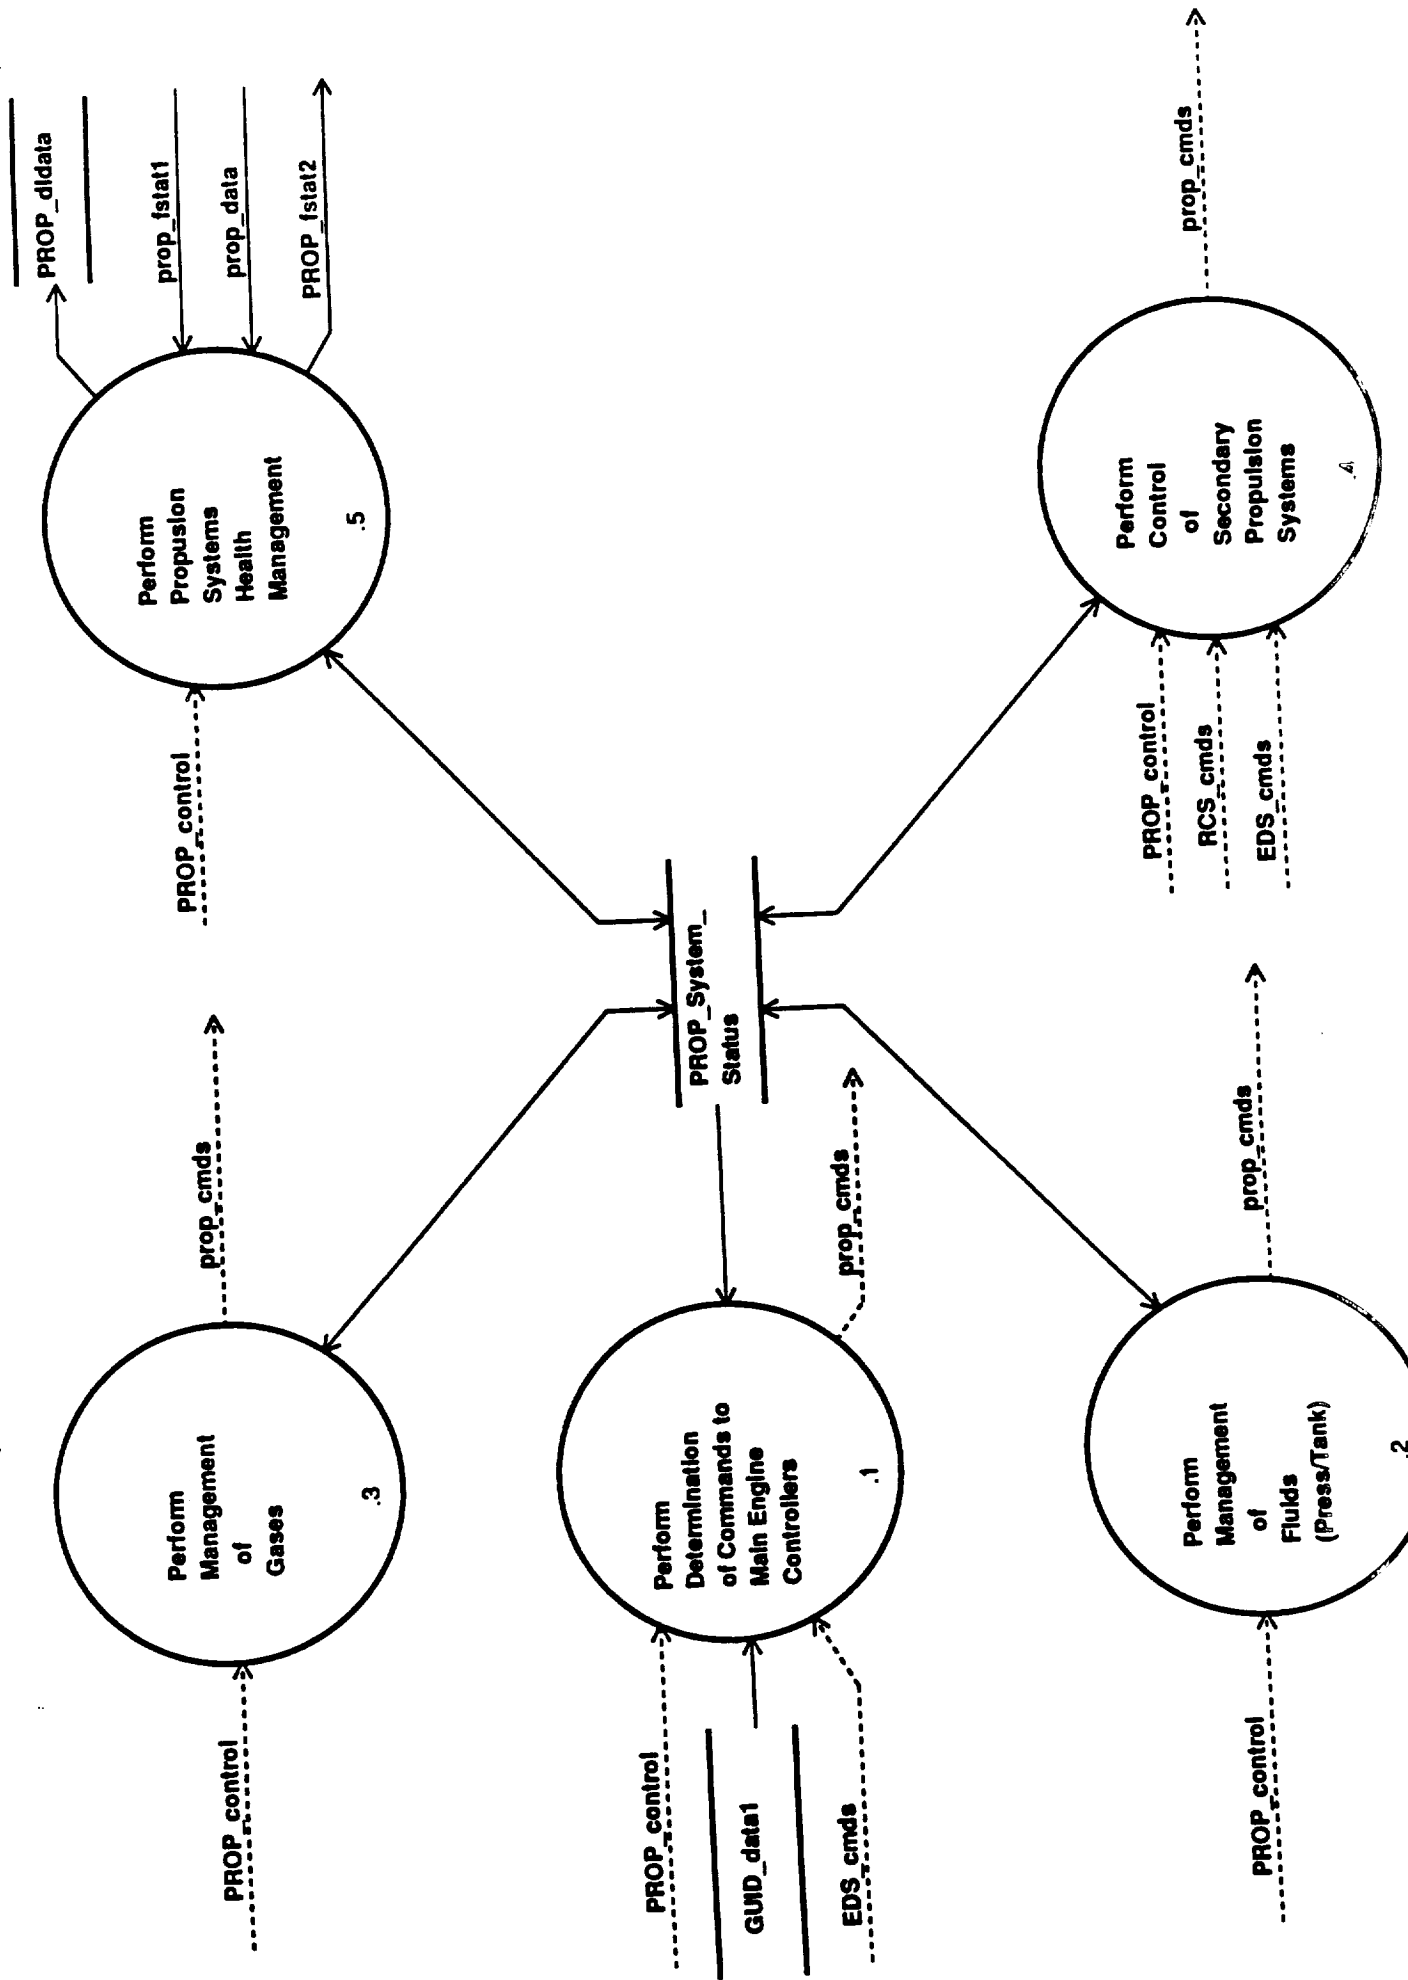 PROP_control
Perform
Management
of
Gases
.3
prop_cmds
PROP_control
Perform
Propusion
Systems
Health
Management
.5
PROP_dldata
prop_fstat1
prop_data
PROP_fstat2
PROP_control
GUID_data1
EDS_cmds
Perform
Determination
of Commands to
Main Engine
Controllers
.1
prop_cmds
PROP_System_
Status
PROP_control
Perform
Management
of
Fluids
(Press/Tank)
.2
prop_cmds
PROP_control
RCS_cmds
EDS_cmds
Perform
Control
of
Secondary
Propulsion
Systems
.4
prop_cmds